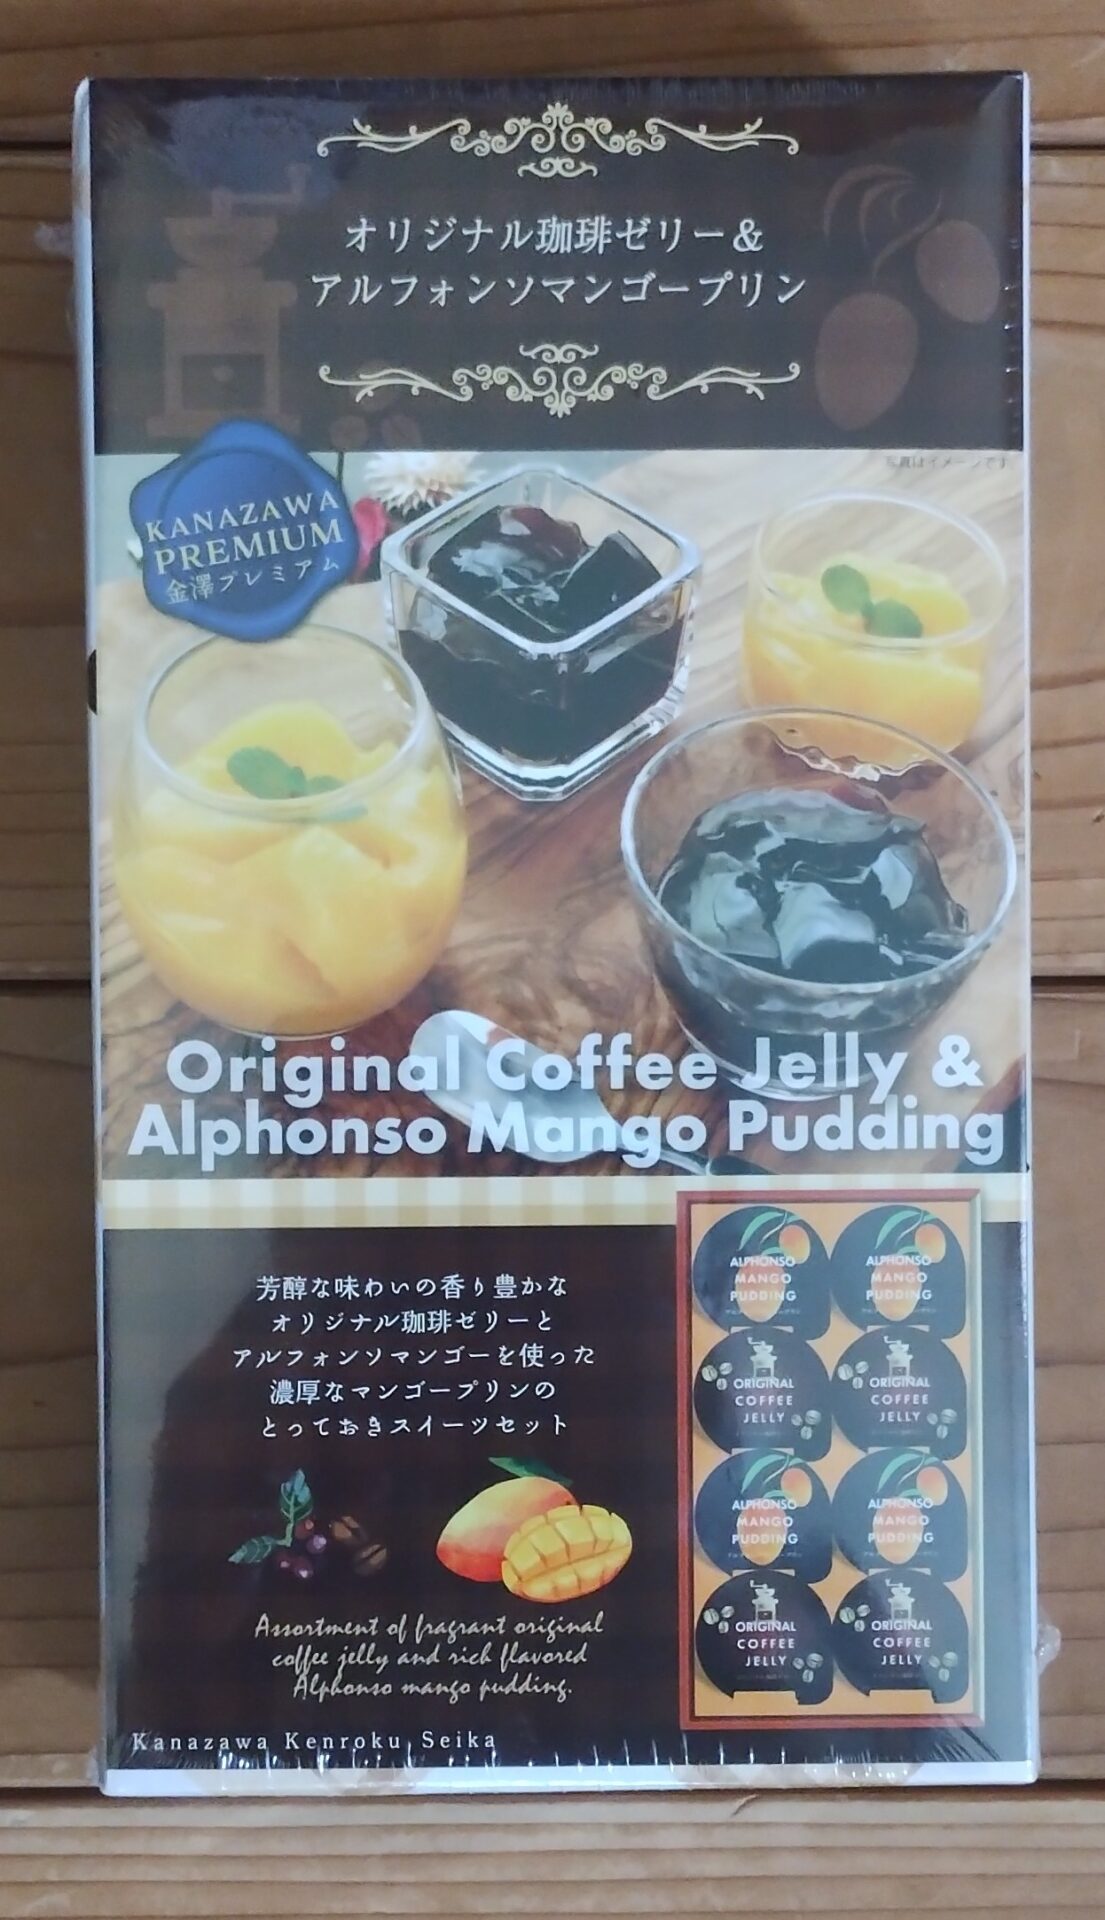 オリジナル珈琲ゼリー＆
アルフォンソマンゴープリン
写真はイメージです
KANAZAWA
PREMIUM
金澤プレミアム
Original Coffee Jelly &
Alphonso Mango Pudding
芳醇な味わいの香り豊かな
オリジナル珈琲ゼリーと
アルフォンソマンゴーを使った
濃厚なマンゴープリンの
とっておきスイーツセット
Assortment of fragrant original
coffee jelly and rich flavored
Alphonso mango pudding.
Kanazawa Kenroku Seika
ALPHONSO
MANGO
PUDDING
ALPHONSO
MANGO
PUDDING
ORIGINAL
COFFEE
JELLY
ORIGINAL
COFFEE
JELLY
ALPHONSO
MANGO
PUDDING
ALPHONSO
MANGO
PUDDING
ORIGINAL
COFFEE
JELLY
ORIGINAL
COFFEE
JELLY